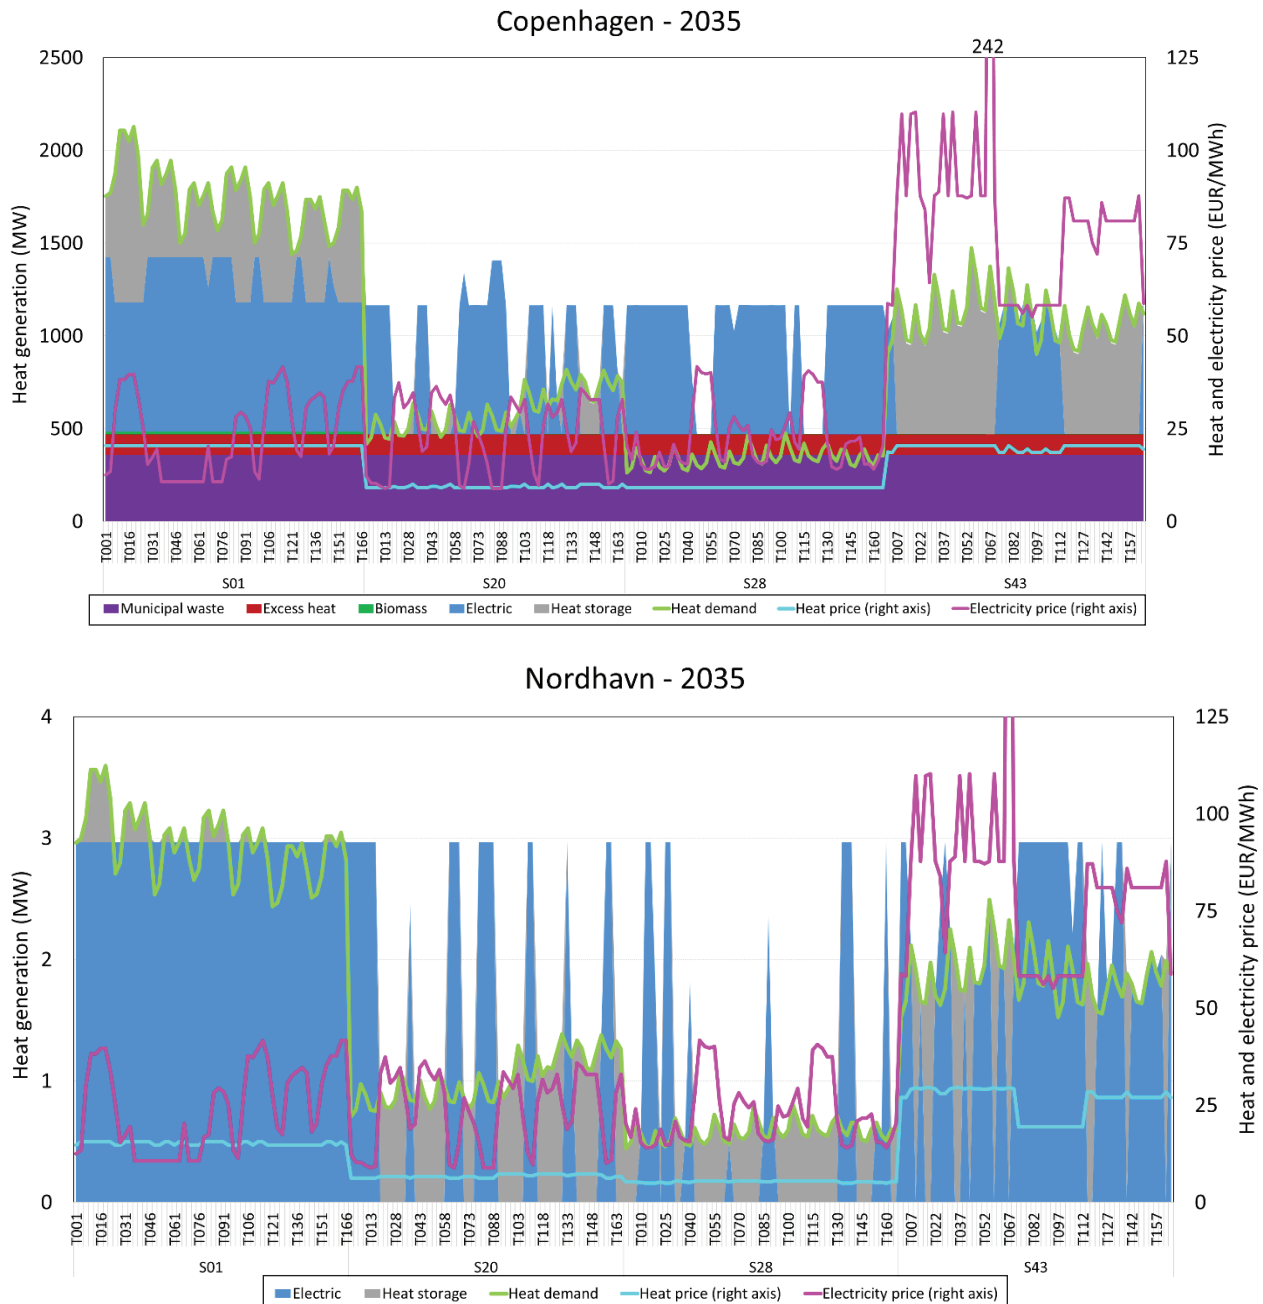 Copenhagen - 2035
242
2500 125
2000 100
1500 75
1000 50
500 25
0 0
Heat generation (MW)
Heat and electricity price (EUR/MWh)
T001 T016 T031 T046 T061 T076 T091 T106 T121 T136 T151 T166 T013 T028 T043 T058 T073 T088 T103 T118 T133 T148 T163 T010 T025 T040 T055 T070 T085 T100 T115 T130 T145 T160 T007 T022 T037 T052 T067 T082 T097 T112 T127 T142 T157
S01 S20 S28 S43
Municipal waste Excess heat Biomass Electric Heat storage Heat demand Heat price (right axis) Electricity price (right axis)
Nordhavn - 2035
4 125
100
3
75
2
50
1
25
0 0
Heat generation (MW)
Heat and electricity price (EUR/MWh)
T001 T016 T031 T046 T061 T076 T091 T106 T121 T136 T151 T166 T013 T028 T043 T058 T073 T088 T103 T118 T133 T148 T163 T010 T025 T040 T055 T070 T085 T100 T115 T130 T145 T160 T007 T022 T037 T052 T067 T082 T097 T112 T127 T142 T157
S01 S20 S28 S43
Electric Heat storage Heat demand Heat price (right axis) Electricity price (right axis)